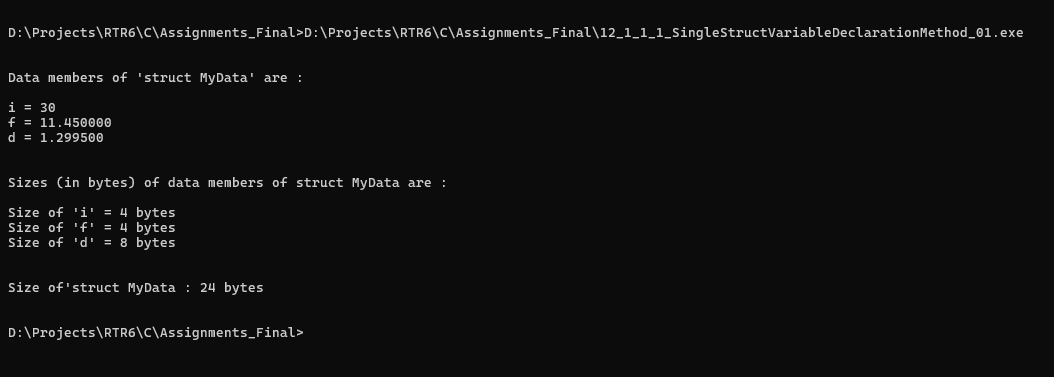 D:\Projects\RTR6\C\Assignments_Final>D:\Projects\RTR6\C\Assignments_Final\12_1_1_1_SingleStructVariableDeclarationMethod_01.exe
Data members of 'struct MyData' are :
i = 30
f = 11.450000
d = 1.299500
Sizes (in bytes) of data members of struct MyData are :
Size of 'i' = 4 bytes
Size of 'f' = 4 bytes
Size of 'd' = 8 bytes
Size of'struct MyData : 24 bytes
D:\Projects\RTR6\C\Assignments_Final>